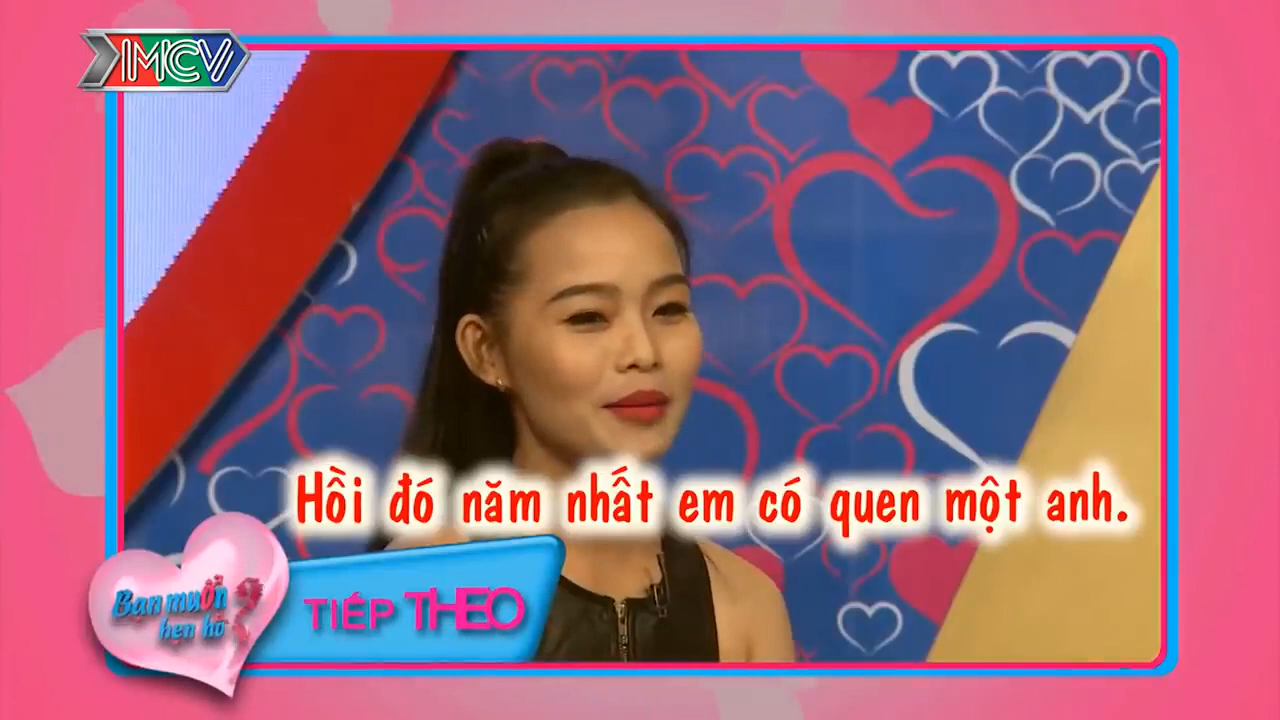 MCV
Hồi đó năm nhất em có quen một anh.
Bạn muốn
hẹn hò
TIẾP THEO